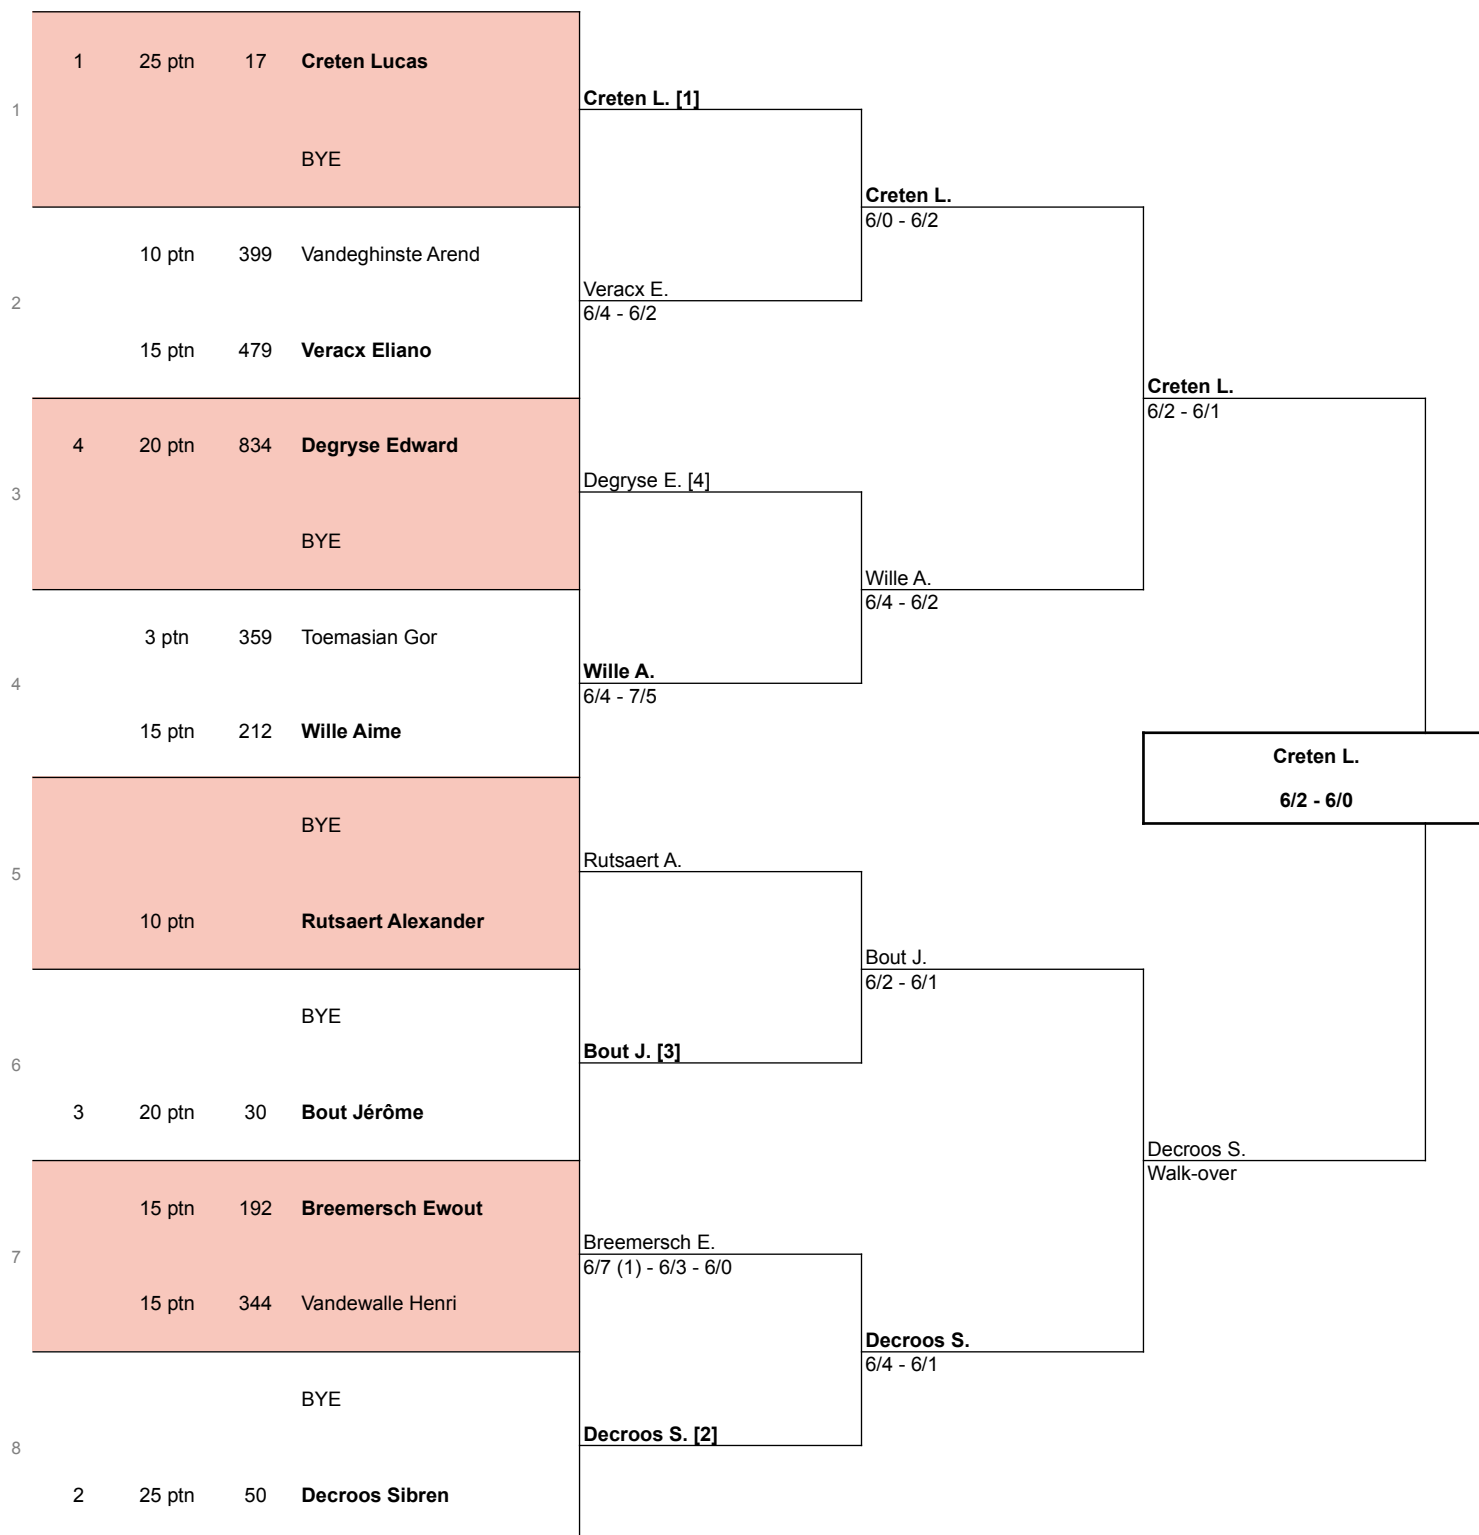 1 25 ptn 17 Creten Lucas
1
BYE
10 ptn 399 Vandeghinste Arend
2
15 ptn 479 Veracx Eliano
4 20 ptn 834 Degryse Edward
3
BYE
3 ptn 359 Toemasian Gor
4
15 ptn 212 Wille Aime
BYE
5
10 ptn Rutsaert Alexander
BYE
6
3 20 ptn 30 Bout Jérôme
15 ptn 192 Breemersch Ewout
7
15 ptn 344 Vandewalle Henri
BYE
8
2 25 ptn 50 Decroos Sibren
Creten L. [1]
Veracx E.
6/4 - 6/2
Degryse E. [4]
Wille A.
6/4 - 7/5
Rutsaert A.
Bout J. [3]
Breemersch E.
6/7 (1) - 6/3 - 6/0
Decroos S. [2]
Creten L.
6/0 - 6/2
Wille A.
6/4 - 6/2
Bout J.
6/2 - 6/1
Decroos S.
6/4 - 6/1
Creten L.
6/2 - 6/1
Decroos S.
Walk-over
Creten L.
6/2 - 6/0